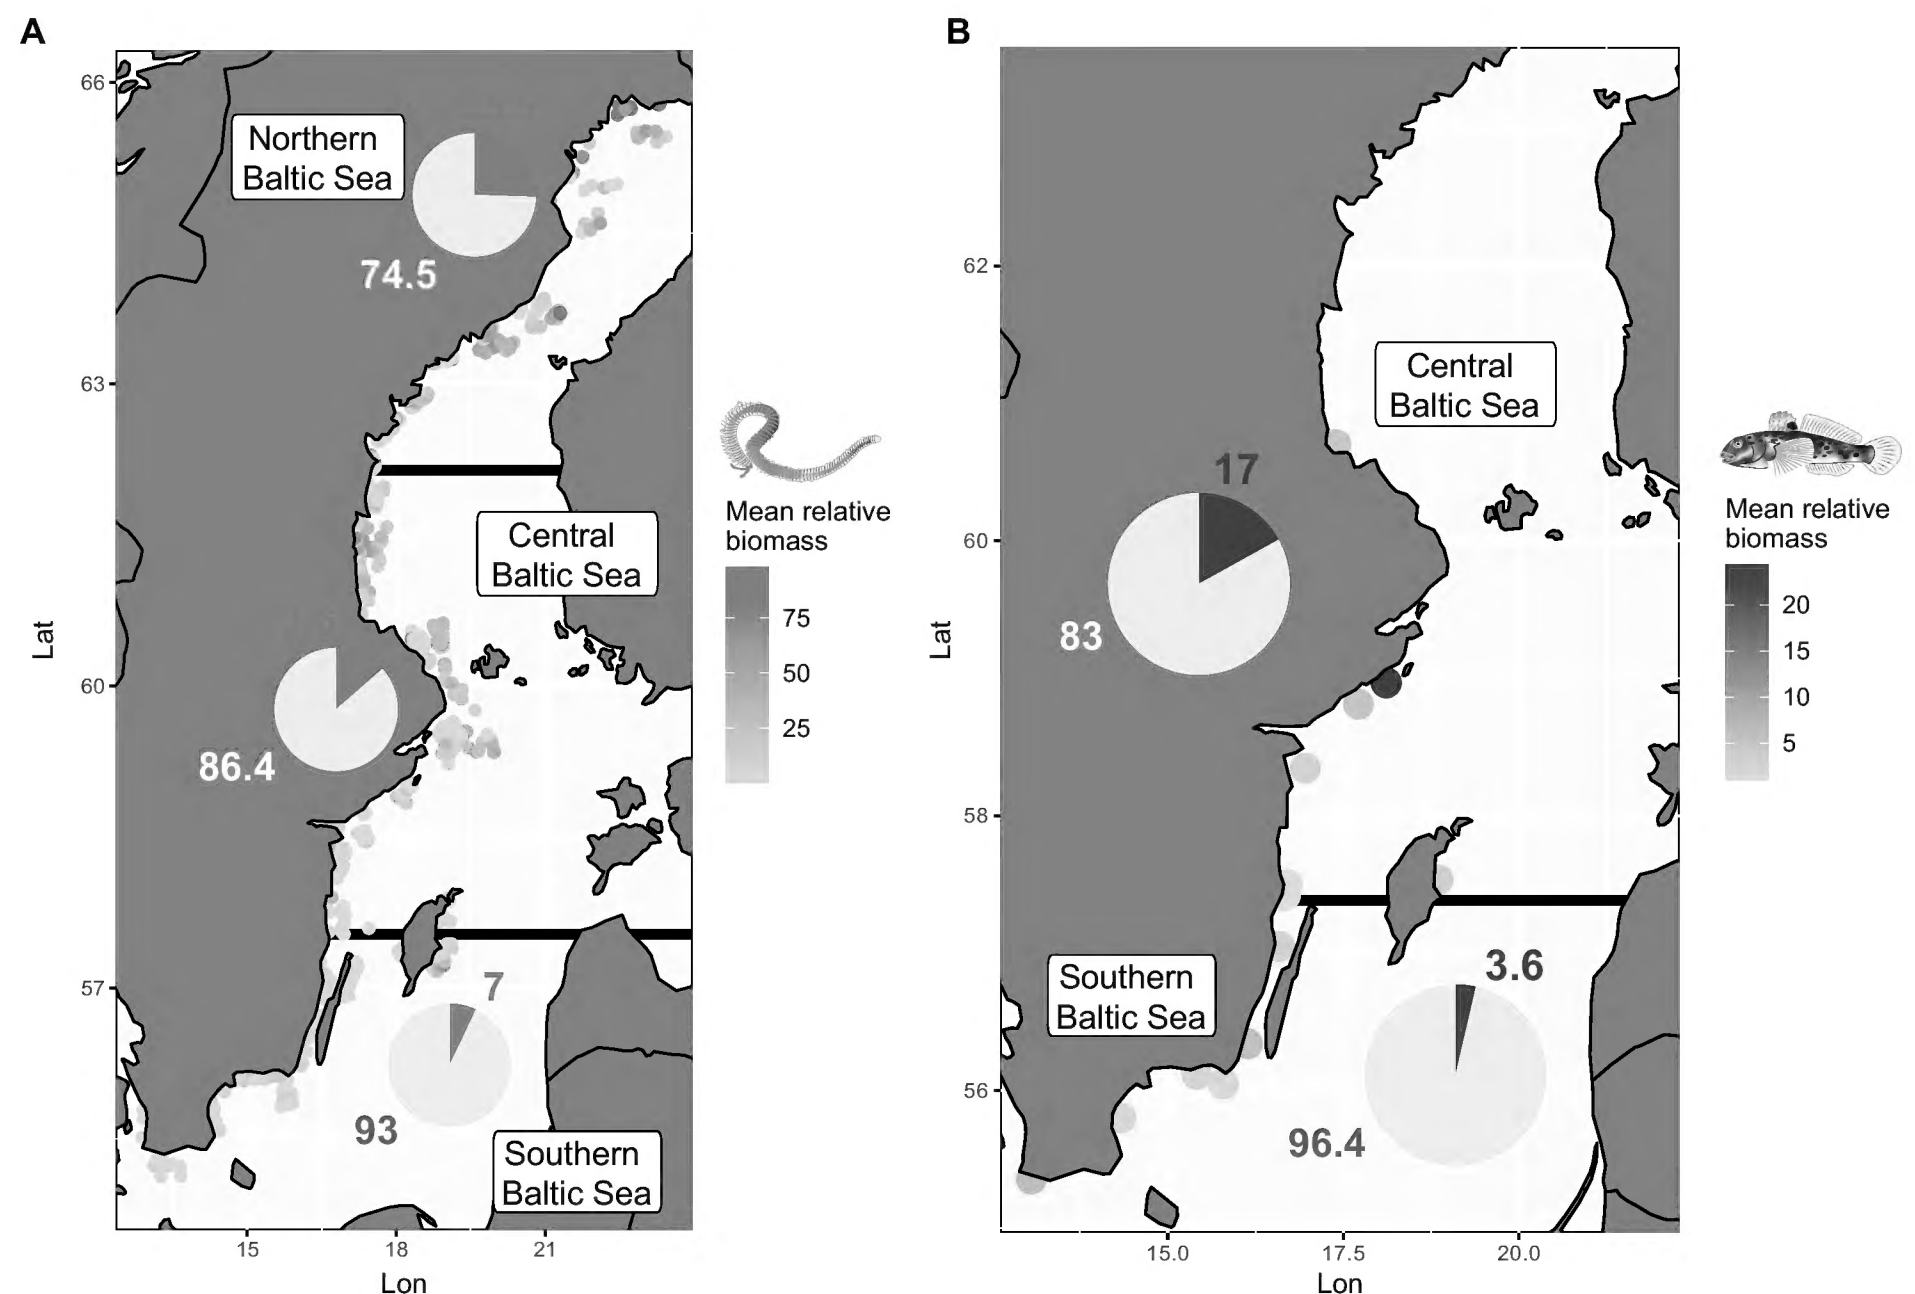 A
66
63
60
57
Lat
15
18
21
Lon
Northern
Baltic Sea
74.5
Central
Baltic Sea
86.4
7
93
Southern
Baltic Sea
Mean relative
biomass
75
50
25
B
62
60
58
56
Lat
15.0
17.5
20.0
Lon
Central
Baltic Sea
17
83
Southern
Baltic Sea
3.6
96.4
Mean relative
biomass
20
15
10
5